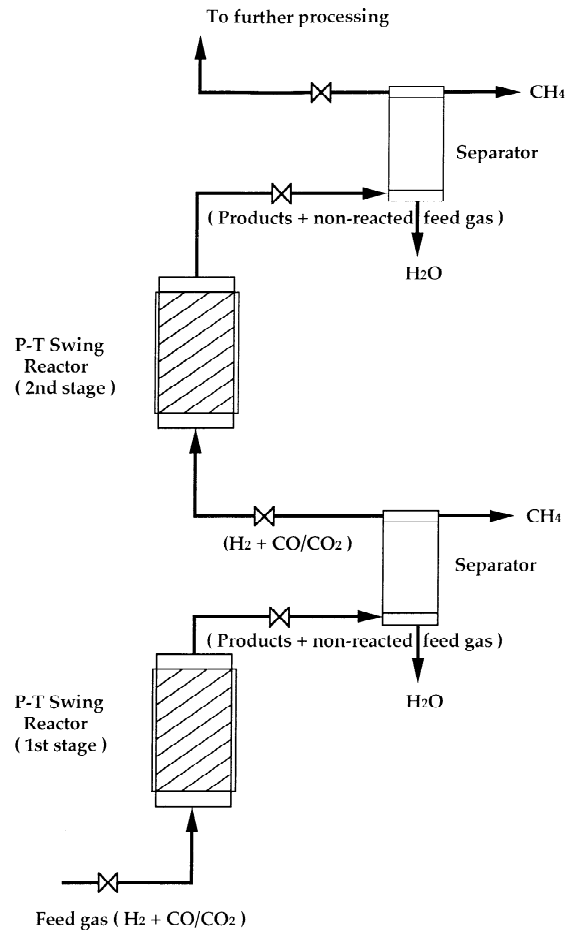 To further processing
CH4
Separator
( Products + non-reacted feed gas )
H2O
P-T Swing
Reactor
( 2nd stage )
CH4
(H2 + CO/CO2 )
Separator
( Products + non-reacted feed gas )
H2O
P-T Swing
Reactor
( 1st stage )
Feed gas ( H2 + CO/CO2 )